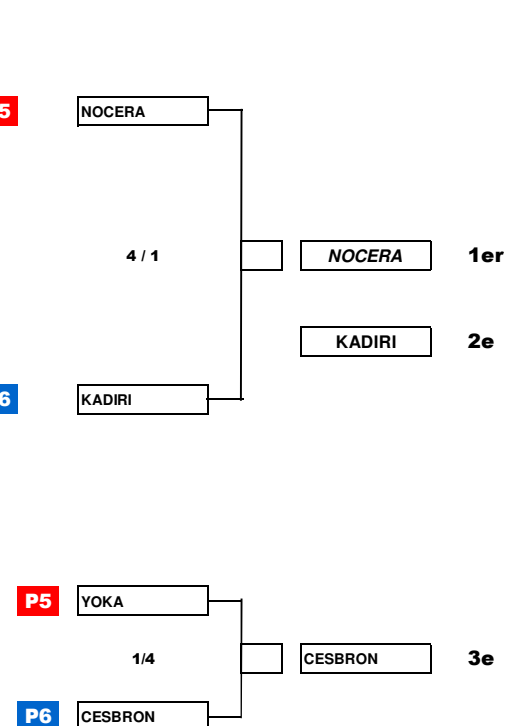 5 NOCERA
4 / 1
NOCERA 1er
KADIRI 2e
6 KADIRI
P5 YOKA
1/4
CESBRON 3e
P6 CESBRON